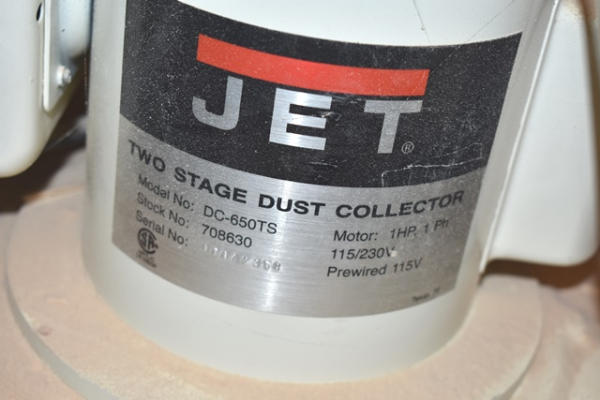 JET®
TWO STAGE DUST COLLECTOR
Model No: DC-650TS
Stock No: 708630
Serial No:
Motor: 1HP, 1 Ph
115/230V
Prewired 115V